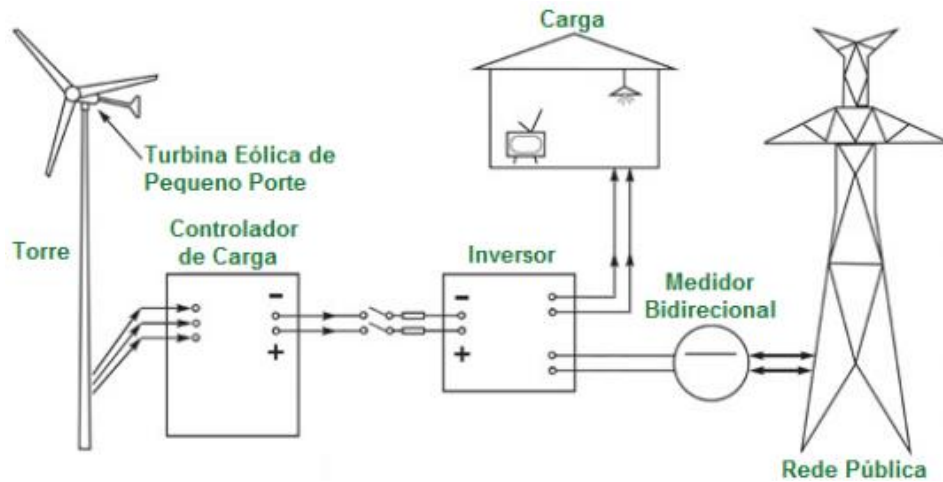 Carga
Turbina Eólica de
Pequeno Porte
Torre
Controlador
de Carga
Inversor
Medidor
Bidirecional
-
+
-
+
Rede Pública